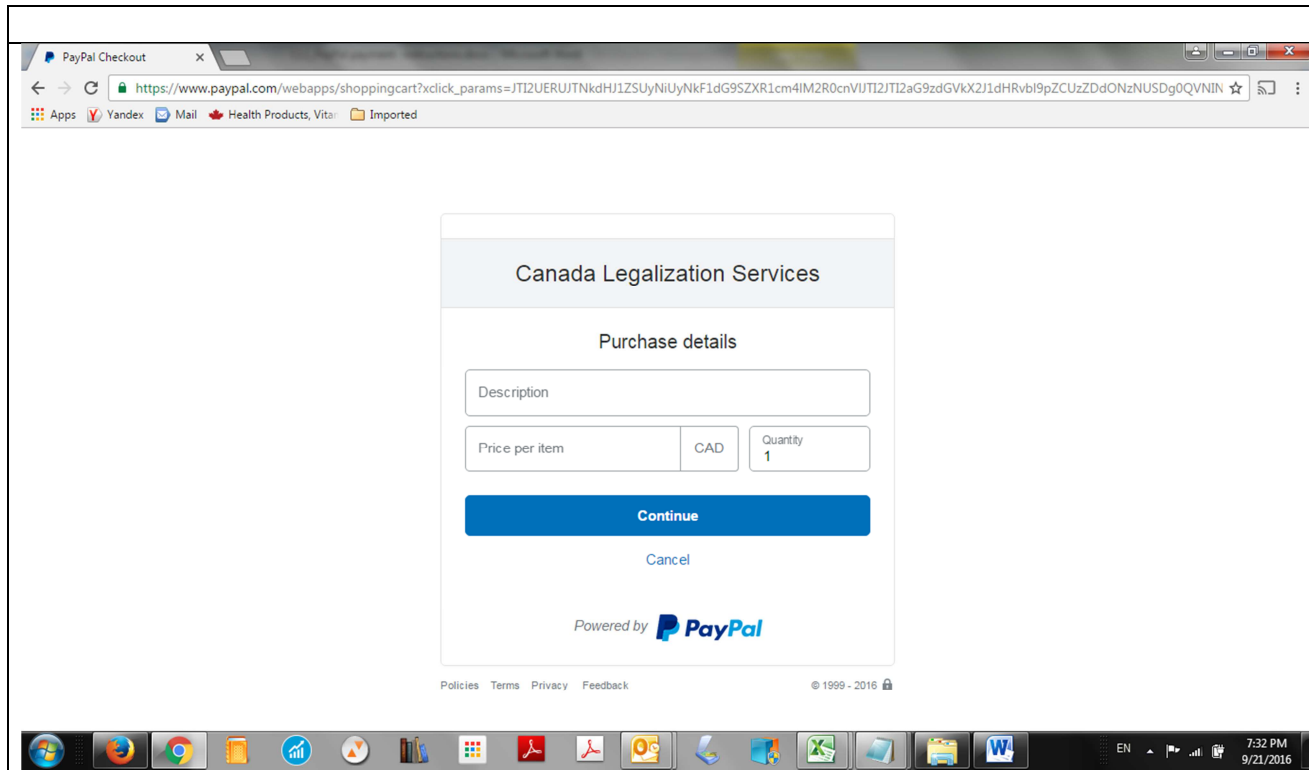 PayPal Checkout
https://www.paypal.com/webapps/shoppingcart?xclick_params=JTI2UERUJTNkdHJ1ZSUyNiUyNkF1dG9SZXR1cm4lM2R0cnVlJTI2JTI2aG9zdGVkX2J1dHRvbl9pZCUzZDdONzNUSDg0QVNIN
Apps Yandex Mail Health Products, Vita Imported
Canada Legalization Services
Purchase details
Description
Price per item CAD Quantity
1
Continue
Cancel
Powered by PayPal
Policies Terms Privacy Feedback © 1999 - 2016
EN 7:32 PM
9/21/2016